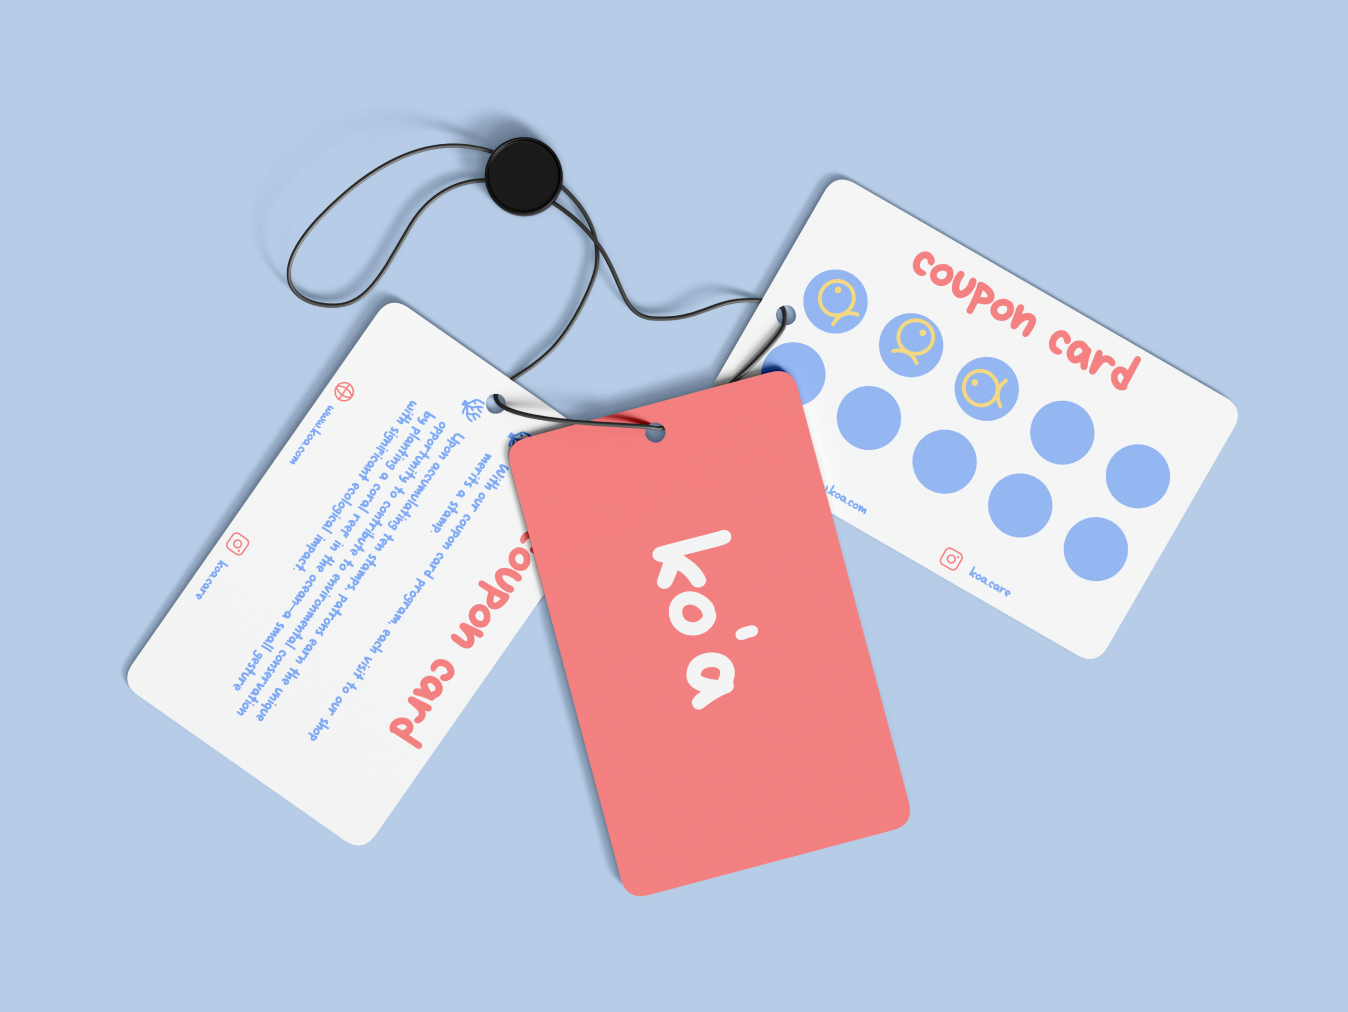 coupon card
With our coupon card program, each visit to our shop
merits a stamp.
Upon accumulating ten stamps, patrons earn the unique
opportunity to contribute to environmental conservation
by planting a coral reef in the ocean—a small gesture
with significant ecological impact.
www.koa.com
koa.care
ko'a
coupon card
.koa.com
koa.care